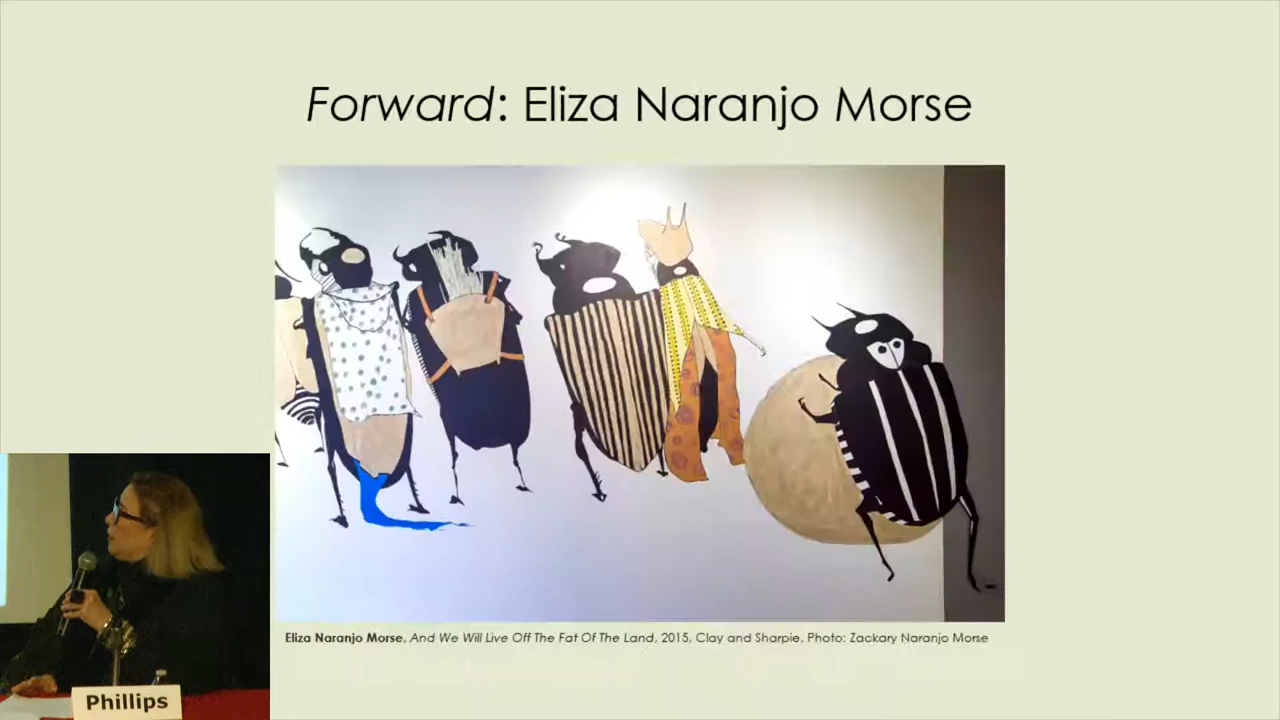 Forward: Eliza Naranjo Morse
Eliza Naranjo Morse, And We Will Live Off The Fat Of The Land, 2015, Clay and Sharpie, Photo: Zackary Naranjo Morse
Phillips